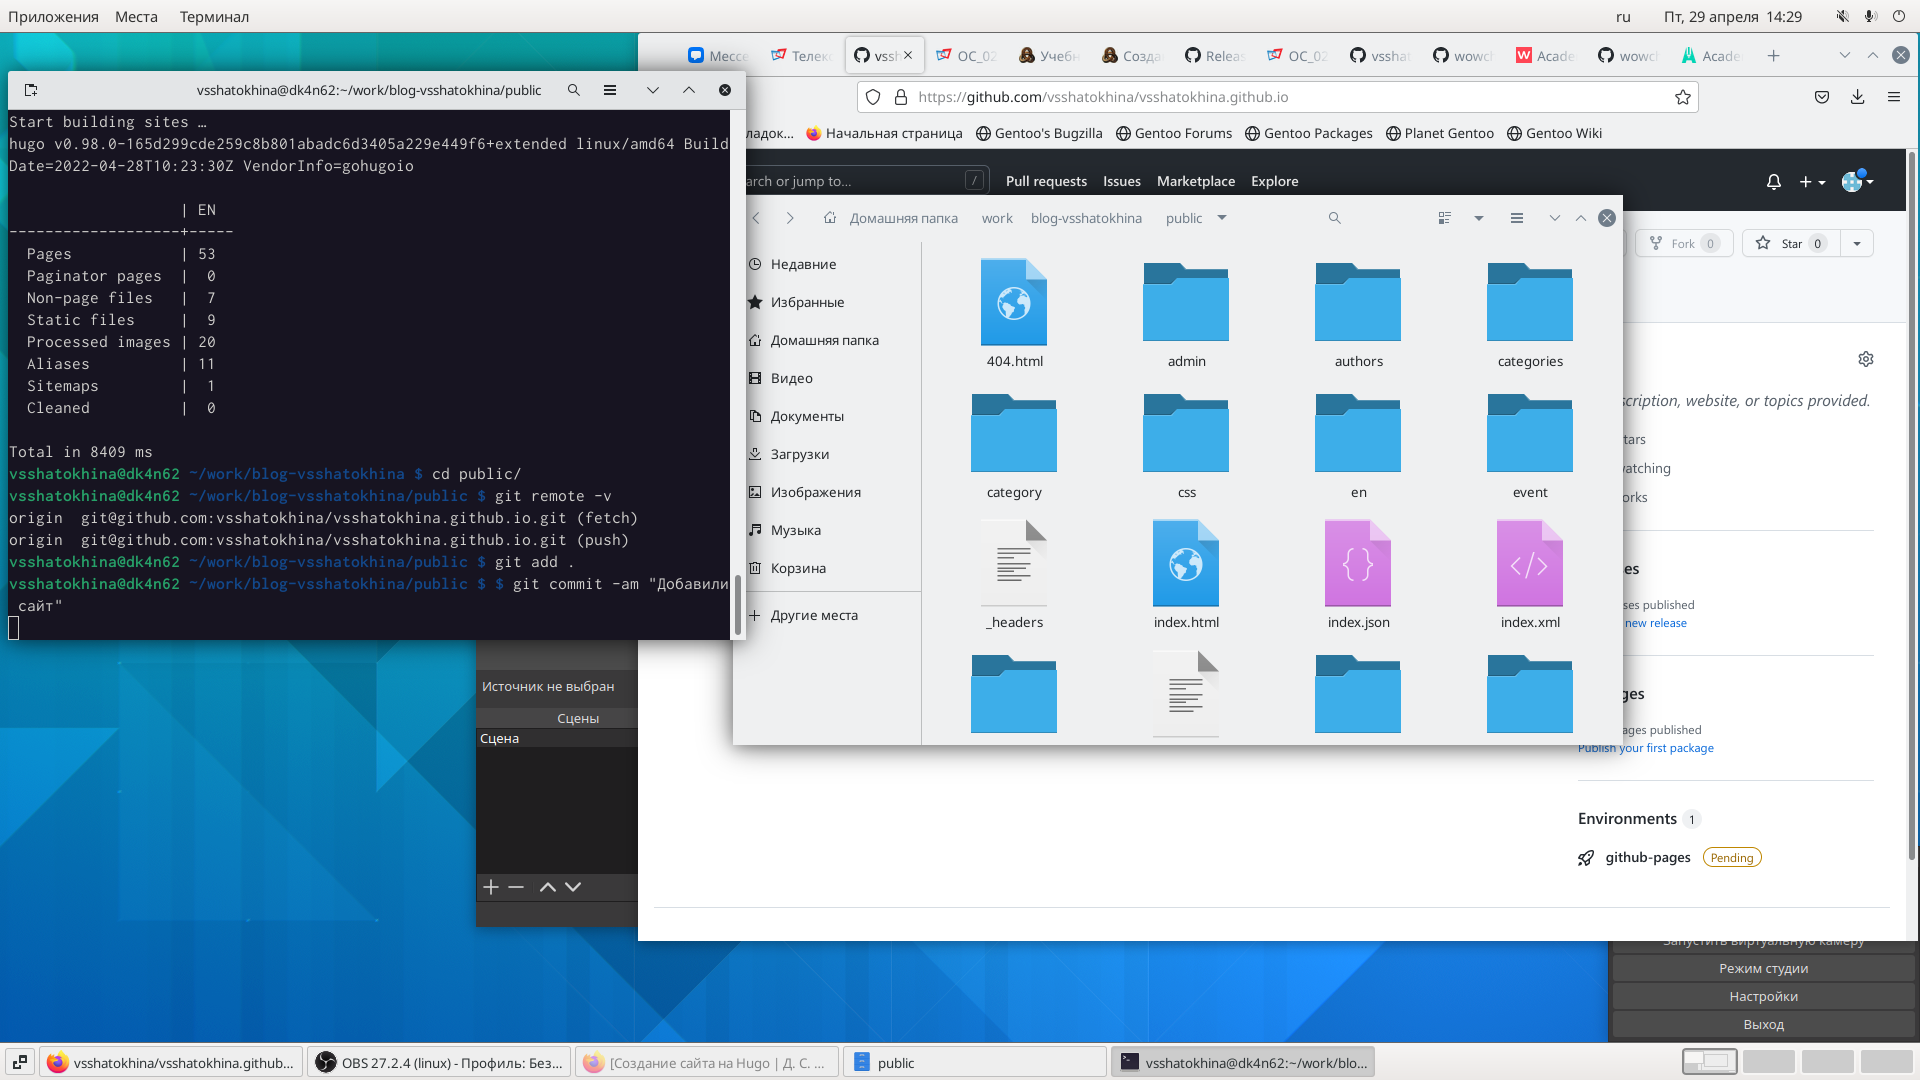 Приложения Места Терминал
ru Пт, 29 апреля 14:29
Мессе Телек vssh ОС_02 Учебн Созда Releas ОС_02 vsshat wowch Acade wowch Acade
https://github.com/vsshatokhina/vsshatokhina.github.io
ладок... Начальная страница Gentoo's Bugzilla Gentoo Forums Gentoo Packages Planet Gentoo Gentoo Wiki
arch or jump to... / Pull requests Issues Marketplace Explore
Fork 0 Star 0
scription, website, or topics provided.
tars
vatching
orks
ses
ses published
new release
ges
ages published
Publish your first package
Environments 1
github-pages Pending
vsshatokhina@dk4n62:~/work/blog-vsshatokhina/public
Start building sites …
hugo v0.98.0-165d299cde259c8b801abadc6d3405a229e449f6+extended linux/amd64 Build
Date=2022-04-28T10:23:30Z VendorInfo=gohugoio
| EN
-------------------+-----
Pages | 53
Paginator pages | 0
Non-page files | 7
Static files | 9
Processed images | 20
Aliases | 11
Sitemaps | 1
Cleaned | 0
Total in 8409 ms
vsshatokhina@dk4n62 ~/work/blog-vsshatokhina $ cd public/
vsshatokhina@dk4n62 ~/work/blog-vsshatokhina/public $ git remote -v
origin git@github.com:vsshatokhina/vsshatokhina.github.io.git (fetch)
origin git@github.com:vsshatokhina/vsshatokhina.github.io.git (push)
vsshatokhina@dk4n62 ~/work/blog-vsshatokhina/public $ git add .
vsshatokhina@dk4n62 ~/work/blog-vsshatokhina/public $ $ git commit -am "Добавили
сайт"
Домашняя папка work blog-vsshatokhina public
Недавние
Избранные
Домашняя папка
Видео
Документы
Загрузки
Изображения
Музыка
Корзина
Другие места
404.html admin authors categories
category css en event
_headers index.html index.json index.xml
Источник не выбран
Сцены
Сцена
Запустить виртуальную камеру
Режим студии
Настройки
Выход
vsshatokhina/vsshatokhina.github... OBS 27.2.4 (linux) - Профиль: Без... [Создание сайта на Hugo | Д. С. ... public vsshatokhina@dk4n62:~/work/blo...